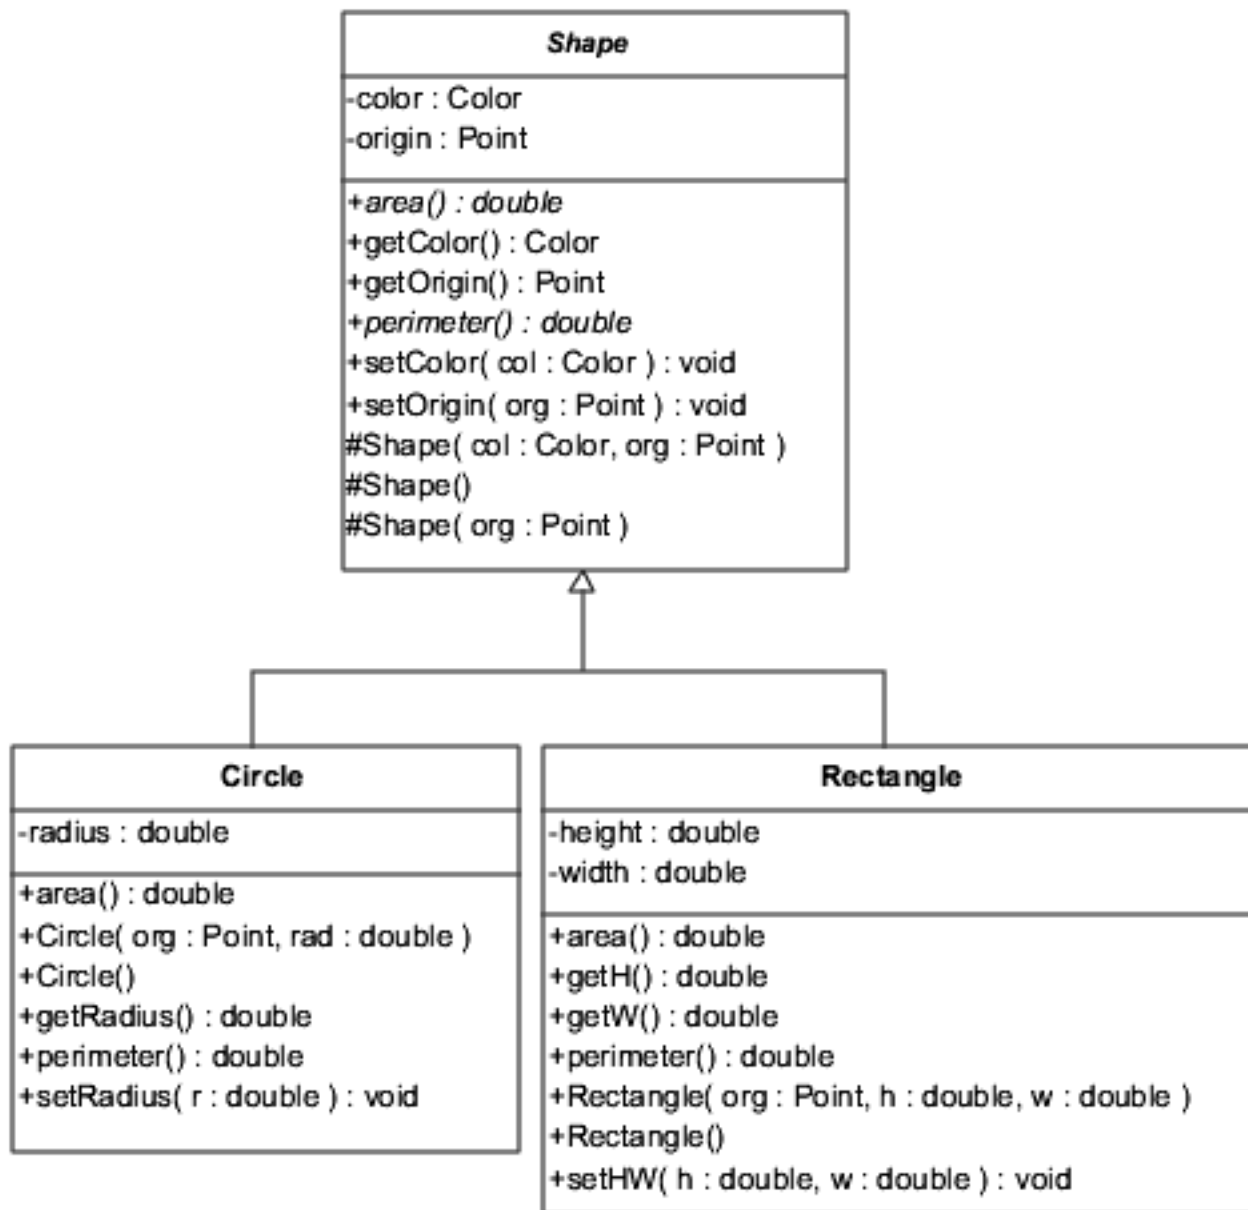 Shape
-color : Color
-origin : Point
+area() : double
+getColor() : Color
+getOrigin() : Point
+perimeter() : double
+setColor( col : Color ) : void
+setOrigin( org : Point ) : void
#Shape( col : Color, org : Point )
#Shape()
#Shape( org : Point )
Circle
-radius : double
+area() : double
+Circle( org : Point, rad : double )
+Circle()
+getRadius() : double
+perimeter() : double
+setRadius( r : double ) : void
Rectangle
-height : double
-width : double
+area() : double
+getH() : double
+getW() : double
+perimeter() : double
+Rectangle( org : Point, h : double, w : double )
+Rectangle()
+setHW( h : double, w : double ) : void